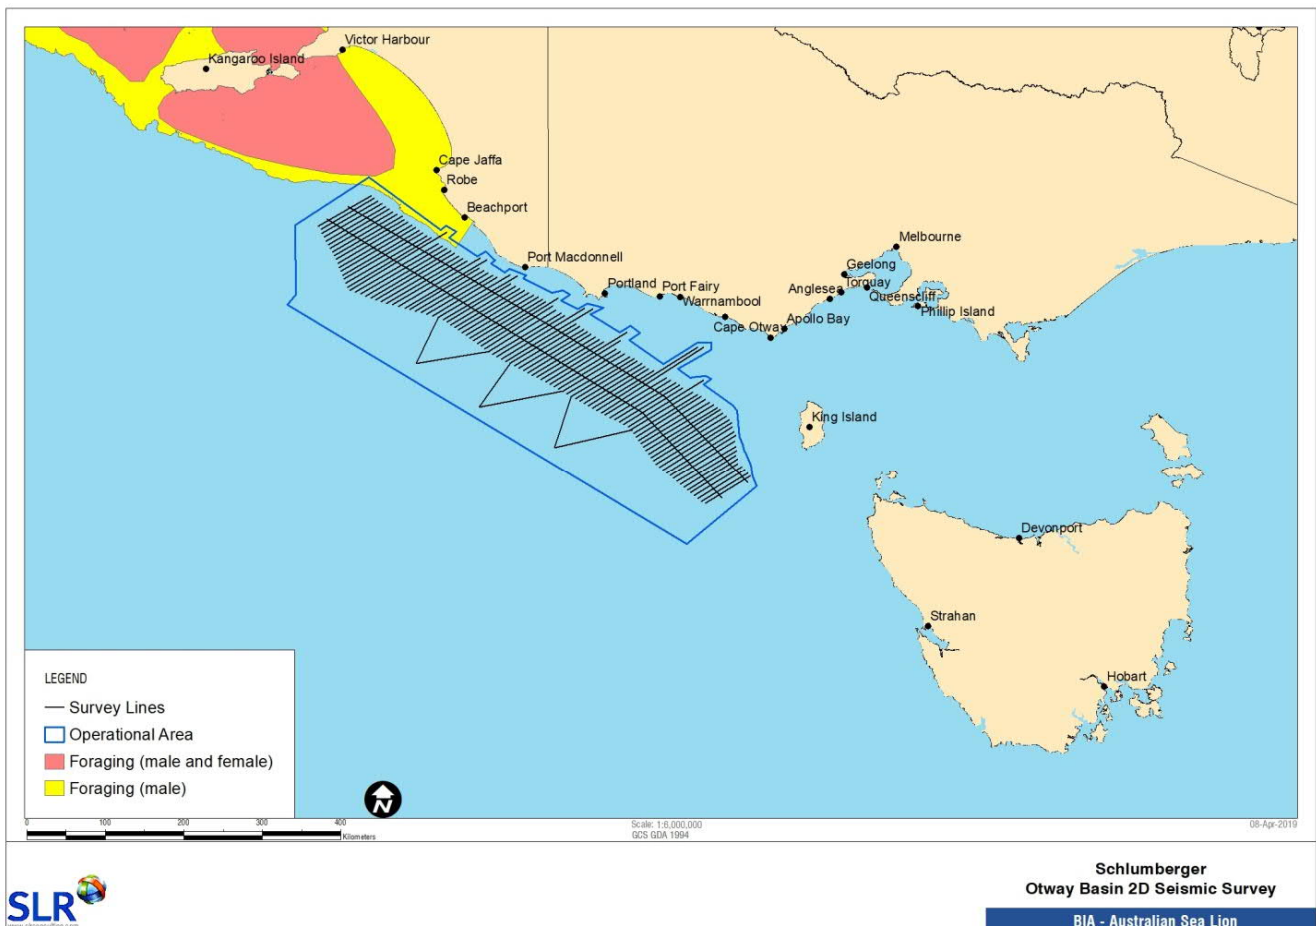 Victor Harbour
Kangaroo Island
Cape Jaffa
Robe
Beachport
Port Macdonnell
Portland
Port Fairy
Warrnambool
Cape Otway
Apollo Bay
Anglesea
Torquay
Geelong
Melbourne
Queenscliff
Phillip Island
King Island
Devonport
Strahan
Hobart
LEGEND
Survey Lines
Operational Area
Foraging (male and female)
Foraging (male)
N
0 100 200 300 400
Kilometers
Scale: 1:6,000,000
GCS GDA 1994
08-Apr-2019
SLR
Schlumberger
Otway Basin 2D Seismic Survey
BIA - Australian Sea Lion